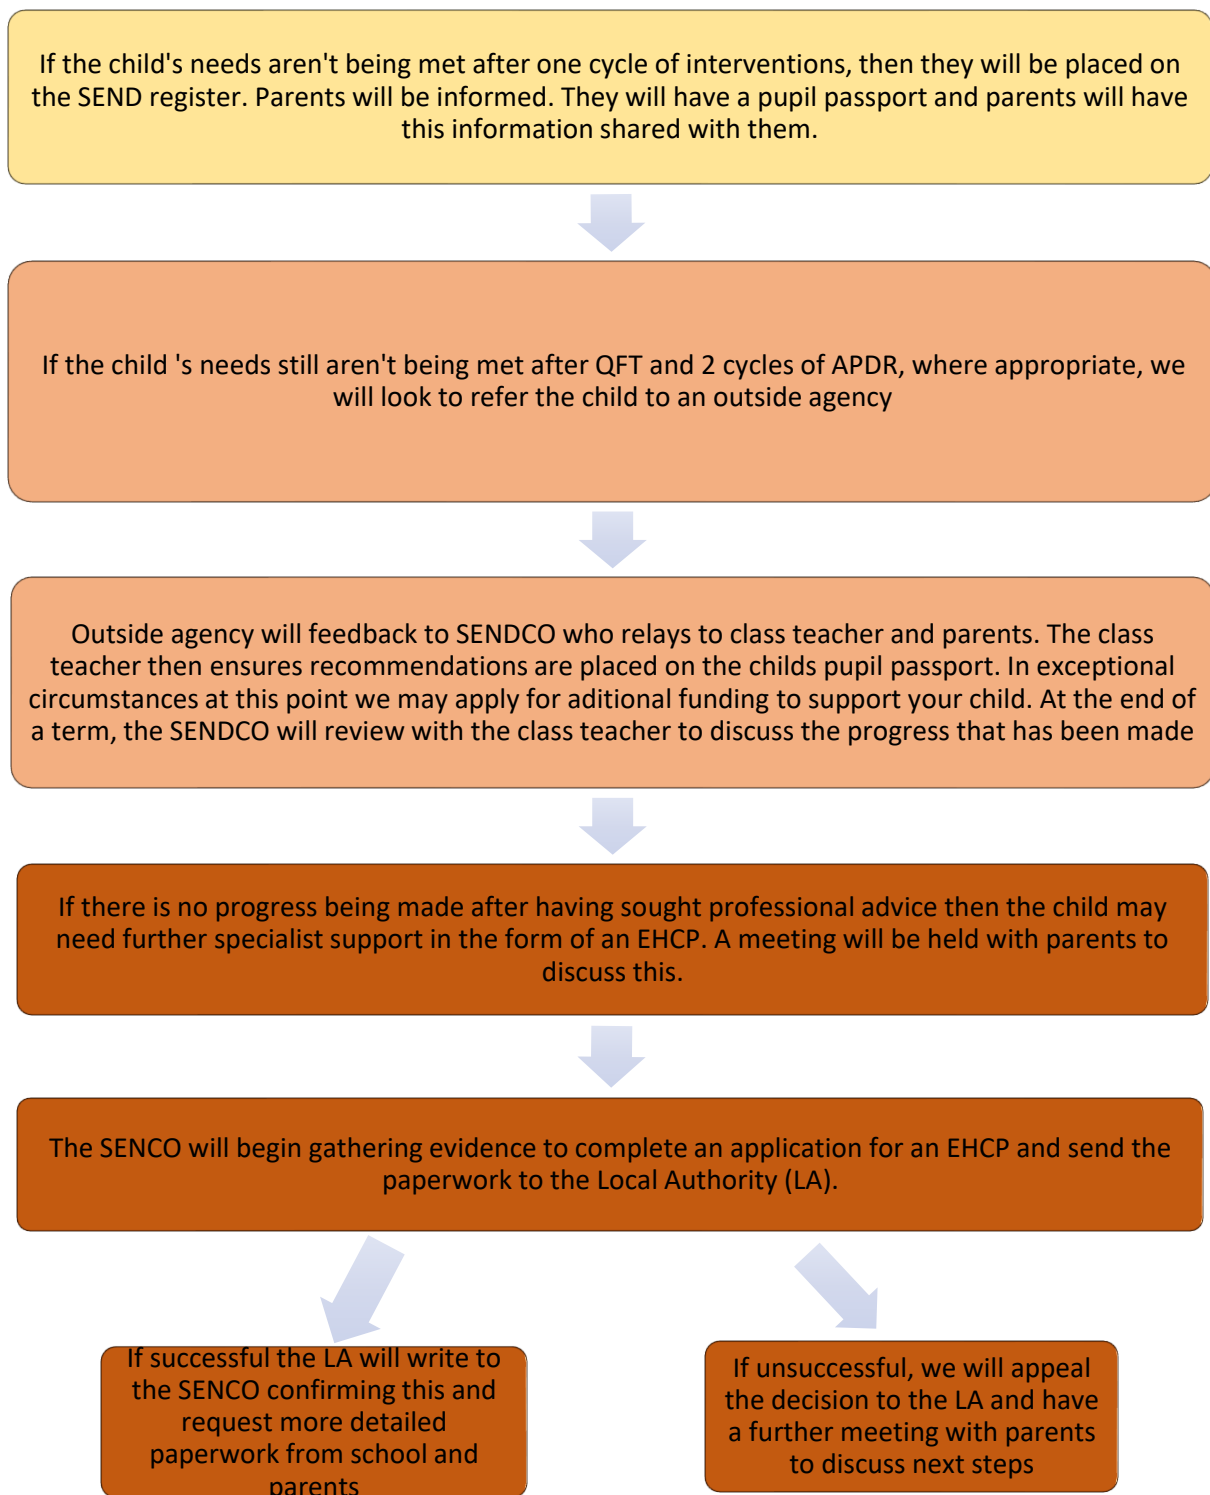 If the child's needs aren't being met after one cycle of interventions, then they will be placed on
the SEND register. Parents will be informed. They will have a pupil passport and parents will have
this information shared with them.
If the child 's needs still aren't being met after QFT and 2 cycles of APDR, where appropriate, we
will look to refer the child to an outside agency
Outside agency will feedback to SENDCO who relays to class teacher and parents. The class
teacher then ensures recommendations are placed on the childs pupil passport. In exceptional
circumstances at this point we may apply for aditional funding to support your child. At the end of
a term, the SENDCO will review with the class teacher to discuss the progress that has been made
If there is no progress being made after having sought professional advice then the child may
need further specialist support in the form of an EHCP. A meeting will be held with parents to
discuss this.
The SENCO will begin gathering evidence to complete an application for an EHCP and send the
paperwork to the Local Authority (LA).
If successful the LA will write to
the SENCO confirming this and
request more detailed
paperwork from school and
parents
If unsuccessful, we will appeal
the decision to the LA and have
a further meeting with parents
to discuss next steps